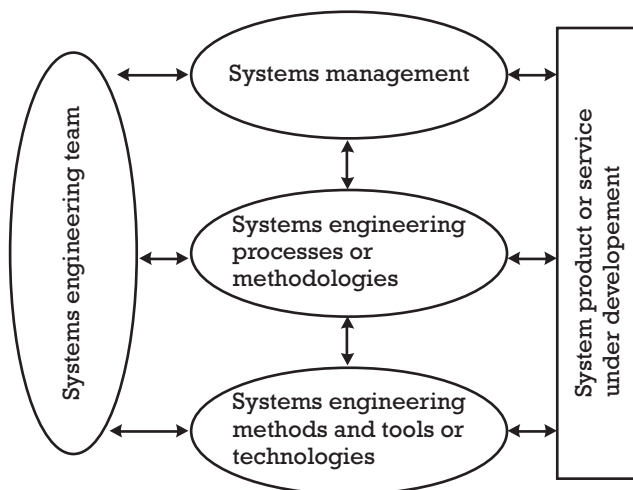 Systems engineering team
Systems management
Systems engineering
processes or
methodologies
Systems engineering
methods and tools or
technologies
System product or service
under developement